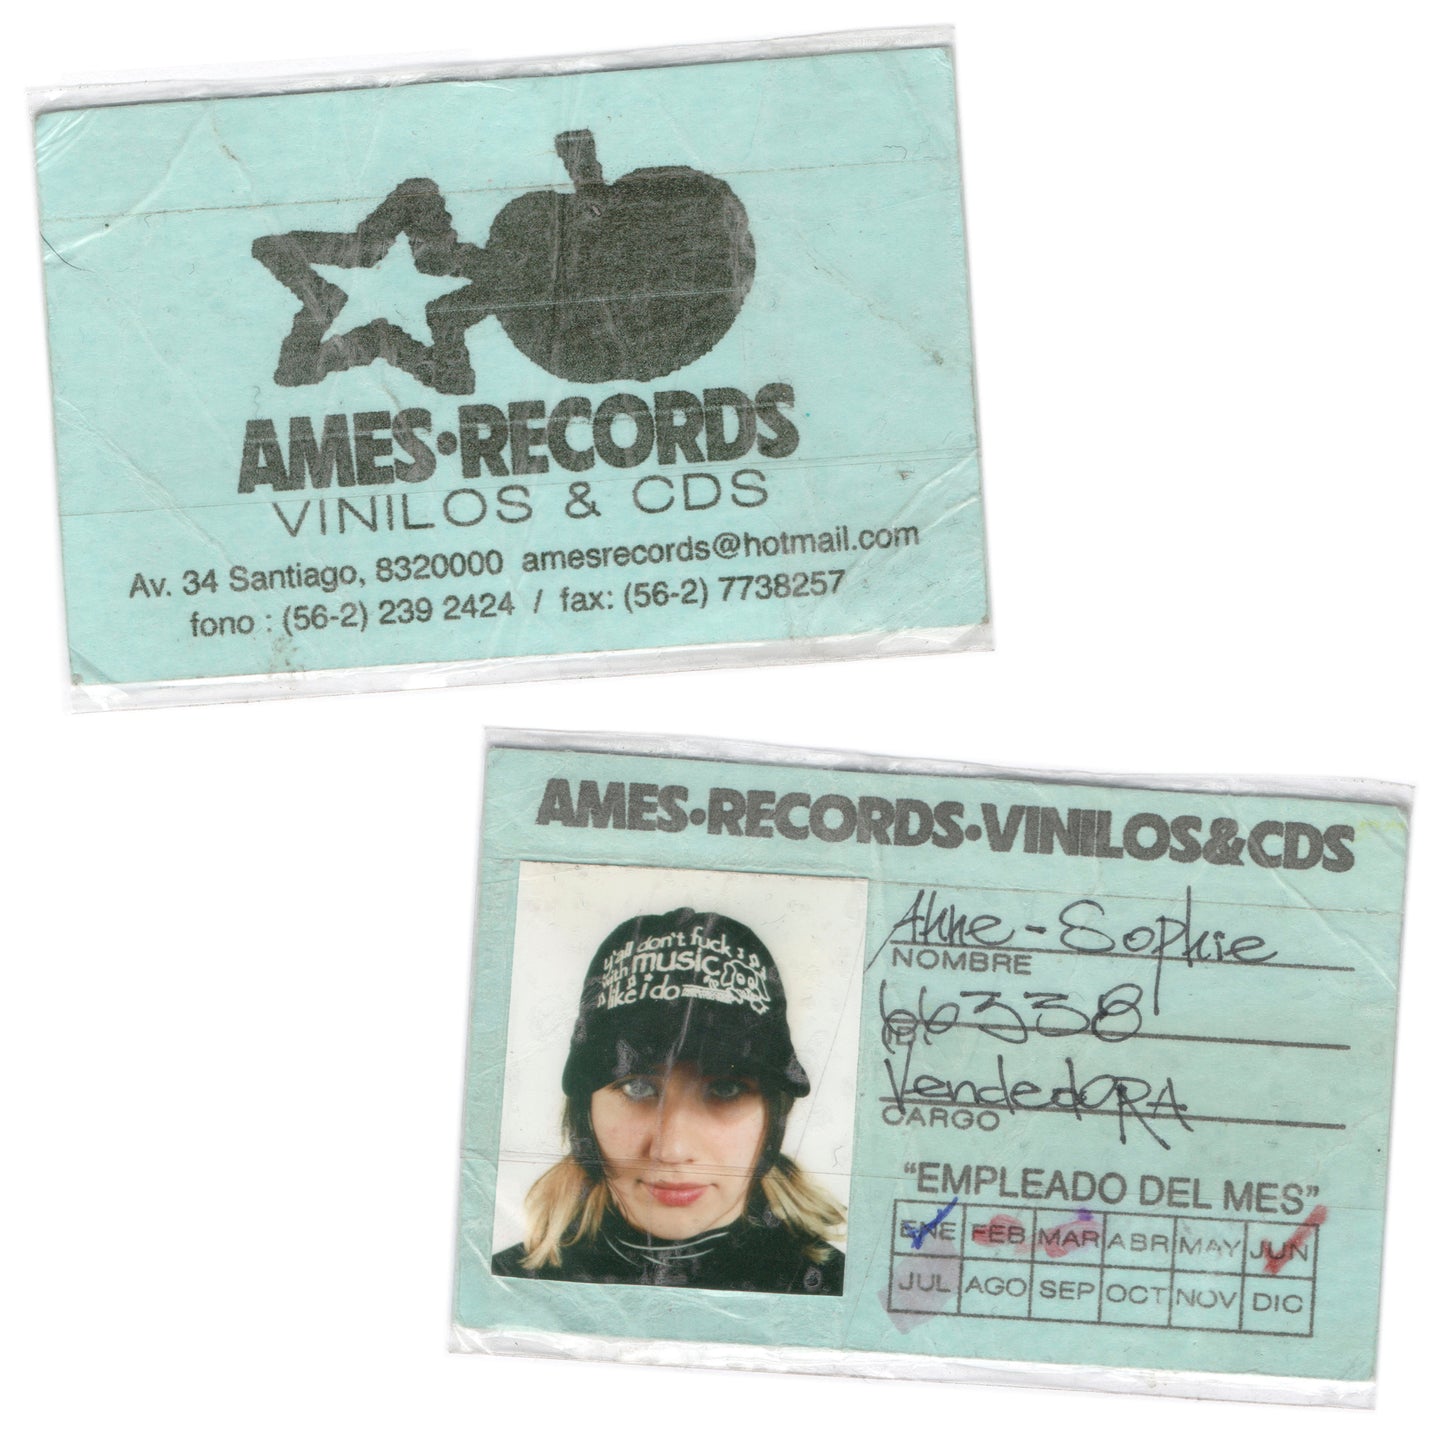 AMES•RECORDS
VINILOS & CDS
Av. 34 Santiago, 8320000 amesrecords@hotmail.com
fono : (56-2) 239 2424 / fax: (56-2) 7738257
AMES•RECORDS•VINILOS&CDS
y'all don't fuck
with music
like i do
Anne-Sophie
NOMBRE
66338
ID.
VendedORA
CARGO
“EMPLEADO DEL MES”
ENE FEB MAR ABR MAY JUN
JUL AGO SEP OCT NOV DIC